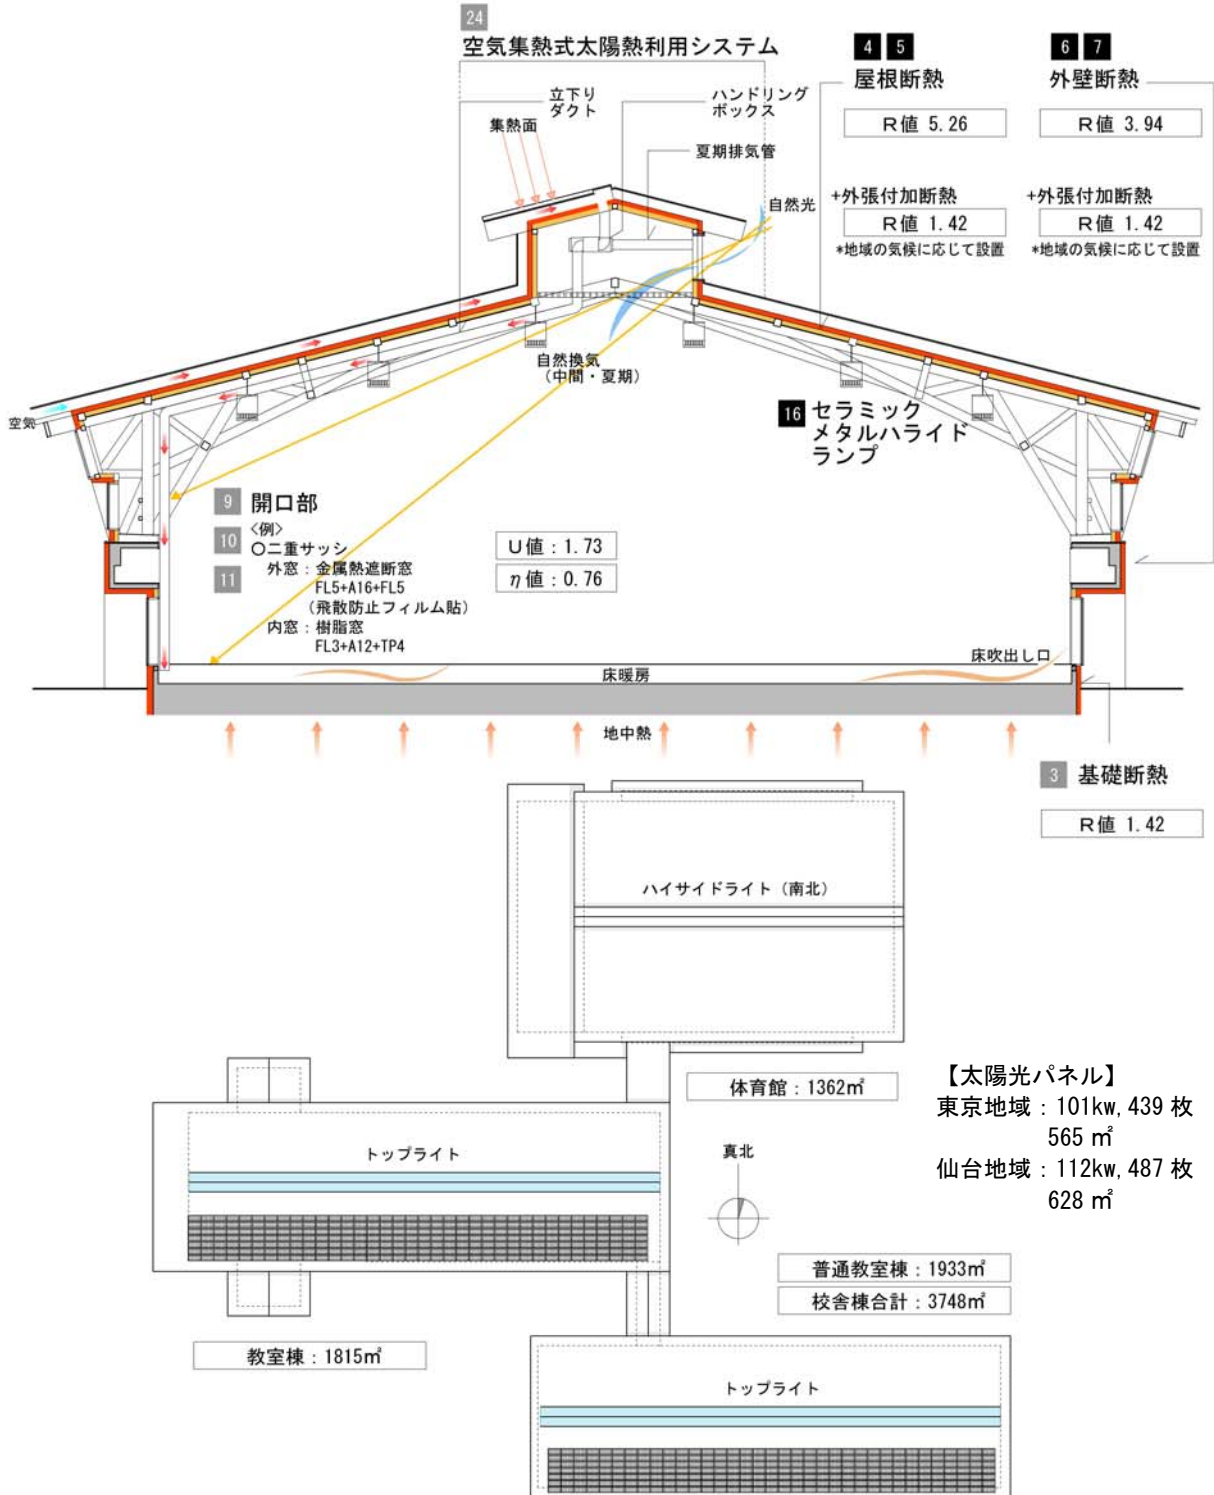 24
空気集熱式太陽熱利用システム
4 5
屋根断熱
R値 5.26
+外張付加断熱
R値 1.42
*地域の気候に応じて設置
6 7
外壁断熱
R値 3.94
+外張付加断熱
R値 1.42
*地域の気候に応じて設置
立下り
ダクト
ハンドリング
ボックス
集熱面
夏期排気管
自然光
自然換気
(中間・夏期)
空気
16 セラミック
メタルハライド
ランプ
9 開口部
10
11
〈例〉
○二重サッシ
外窓：金属熱遮断窓
FL5+A16+FL5
(飛散防止フィルム貼)
内窓：樹脂窓
FL3+A12+TP4
U値：1.73
η値：0.76
床吹出し口
床暖房
地中熱
3 基礎断熱
R値 1.42
ハイサイドライト（南北）
体育館：1362㎡
【太陽光パネル】
東京地域：101kw, 439 枚
565 ㎡
仙台地域：112kw, 487 枚
628 ㎡
トップライト
真北
普通教室棟：1933㎡
校舎棟合計：3748㎡
教室棟：1815㎡
トップライト